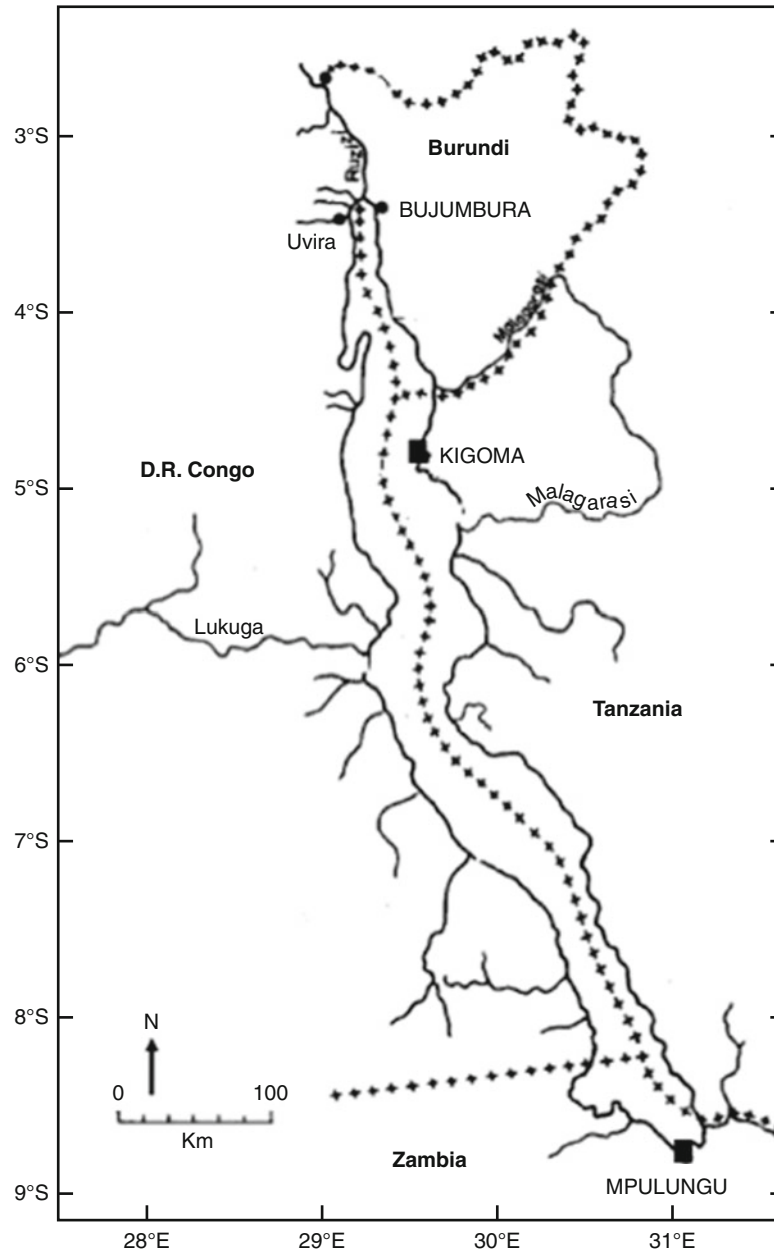 3°S
Burundi
Ruzizi
BUJUMBURA
Uvira
4°S
KIGOMA
D.R. Congo
5°S
Malagarasi
Lukuga
6°S
Tanzania
7°S
8°S
N
0 100
Km
Zambia
MPULUNGU
9°S
28°E 29°E 30°E 31°E